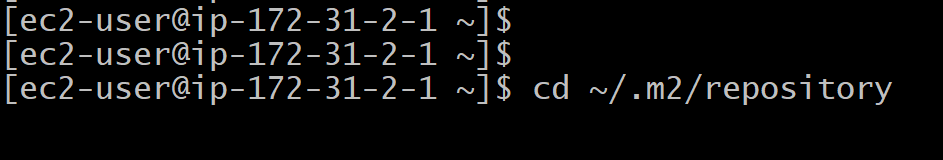 [ec2-user@ip-172-31-2-1 ~]$
[ec2-user@ip-172-31-2-1 ~]$
[ec2-user@ip-172-31-2-1 ~]$ cd ~/.m2/repository